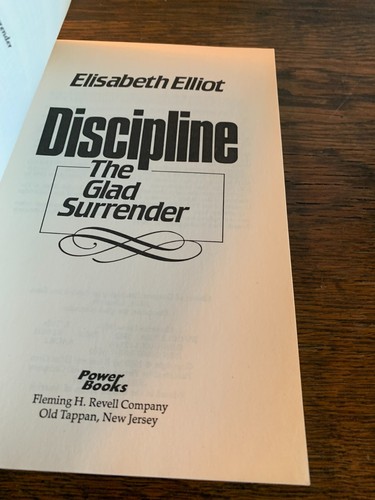 Elisabeth Elliot
Discipline
The
Glad
Surrender
Power
Books
Fleming H. Revell Company
Old Tappan, New Jersey